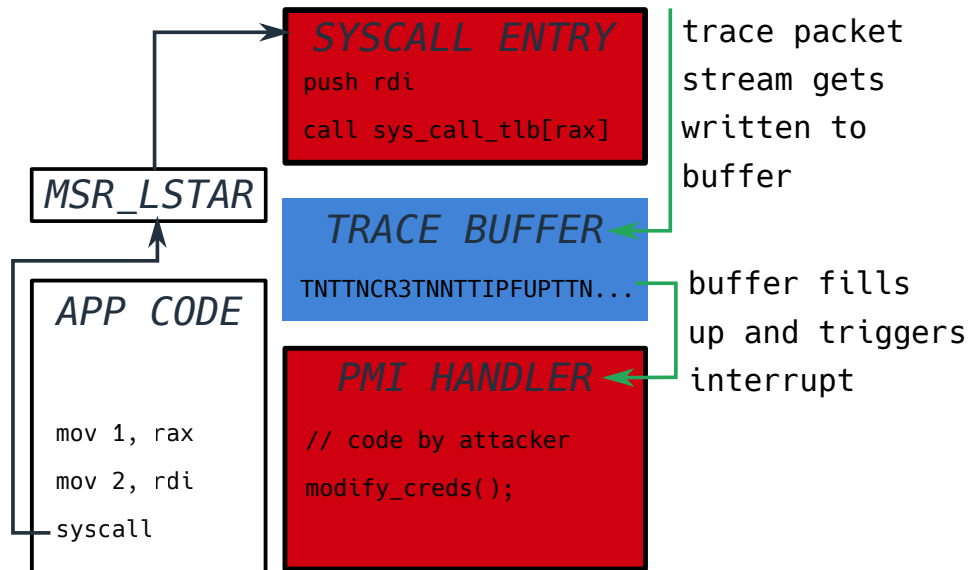 SYSCALL ENTRY
push rdi
call sys_call_tlb[rax]
trace packet
stream gets
written to
buffer
MSR_LSTAR
TRACE BUFFER
TNTTNCR3TNNTTIPFUPTTN...
buffer fills
up and triggers
interrupt
APP CODE
mov 1, rax
mov 2, rdi
syscall
PMI HANDLER
// code by attacker
modify_creds();